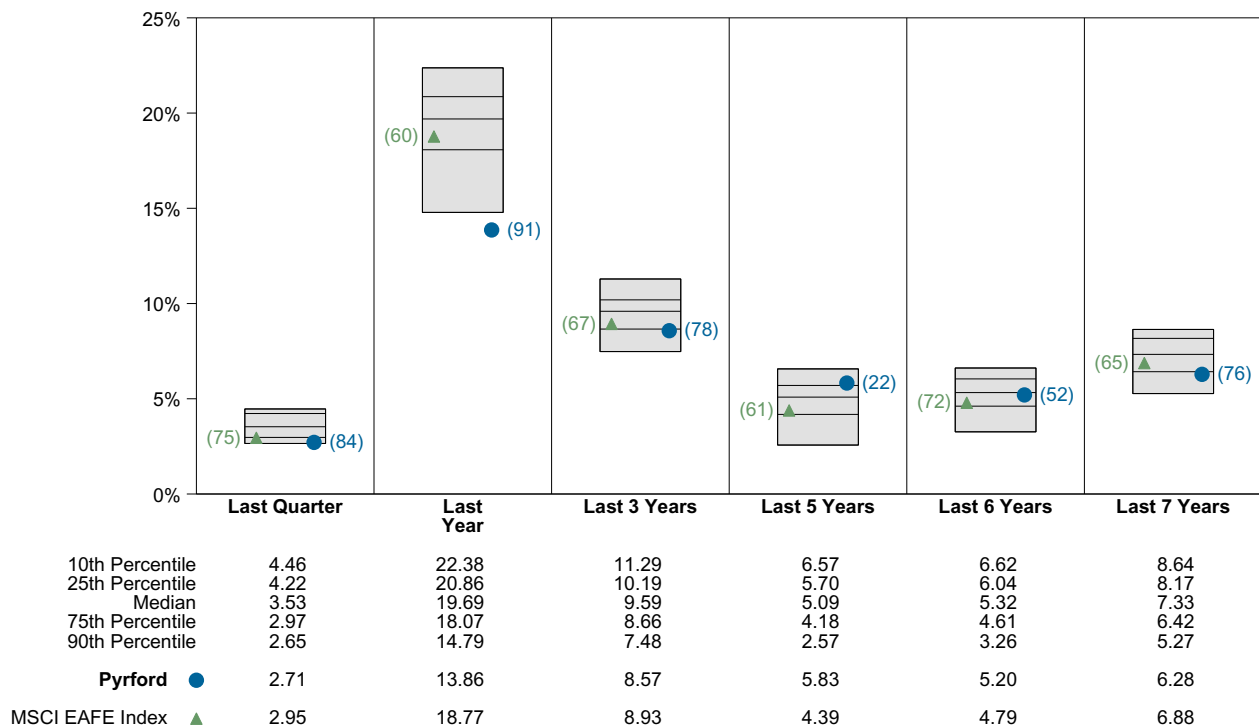 25%
20%
15%
10%
5%
0%
(75)
(84)
(60)
(91)
(67)
(78)
(61)
(22)
(72)
(52)
(65)
(76)
Last Quarter Last Last 3 Years Last 5 Years Last 6 Years Last 7 Years
Year
10th Percentile 4.46 22.38 11.29 6.57 6.62 8.64
25th Percentile 4.22 20.86 10.19 5.70 6.04 8.17
Median 3.53 19.69 9.59 5.09 5.32 7.33
75th Percentile 2.97 18.07 8.66 4.18 4.61 6.42
90th Percentile 2.65 14.79 7.48 2.57 3.26 5.27
Pyrford 2.71 13.86 8.57 5.83 5.20 6.28
MSCI EAFE Index 2.95 18.77 8.93 4.39 4.79 6.88